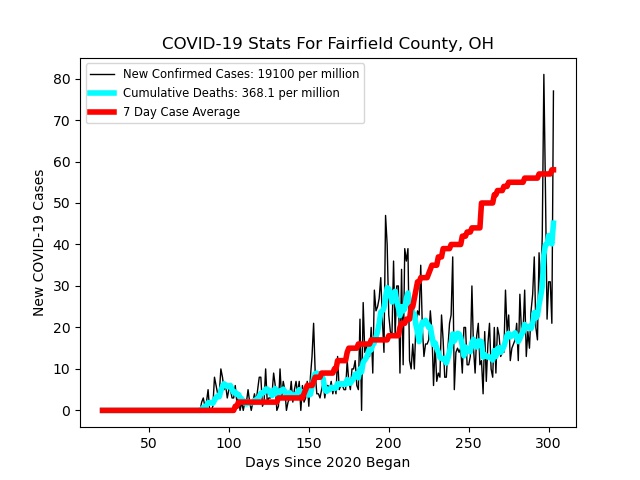 COVID-19 Stats For Fairfield County, OH
New Confirmed Cases: 19100 per million
Cumulative Deaths: 368.1 per million
7 Day Case Average
80
70
60
50
40
30
20
10
0
New COVID-19 Cases
50 100 150 200 250 300
Days Since 2020 Began